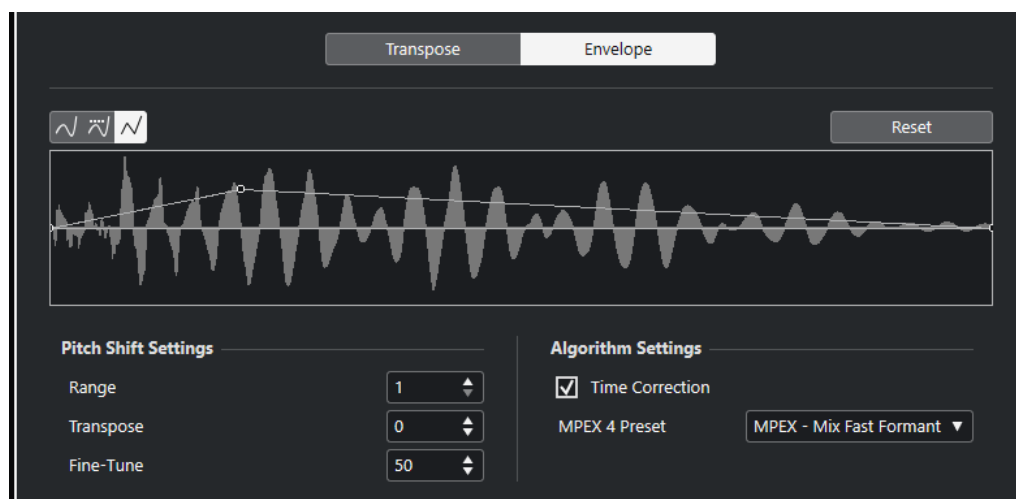 Transpose Envelope
Reset
Pitch Shift Settings
Range 1
Transpose 0
Fine-Tune 50
Algorithm Settings
Time Correction
MPEX 4 Preset MPEX - Mix Fast Formant